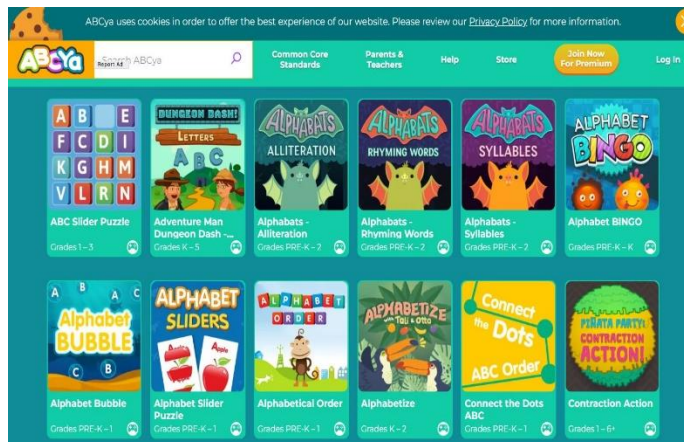 ABCya uses cookies in order to offer the best experience of our website. Please review our Privacy Policy for more information.
ABCYa
Search ABCya
Report Ad
Common Core
Standards
Parents &
Teachers
Help
Store
Join Now
For Premium
Log In
A B E
F C D I
K G H M
V L R N
ABC Slider Puzzle
Grades 1 – 3
DUNGEON DASH!
LETTERS
A B C
Adventure Man
Dungeon Dash -...
Grades K – 5
ALPHABATS
ALLITERATION
Alphabats -
Alliteration
Grades PRE-K – 2
ALPHABATS
RHYMING WORDS
Alphabats -
Rhyming Words
Grades PRE-K – 2
ALPHABATS
SYLLABLES
Alphabats -
Syllables
Grades PRE-K – 2
ALPHABET
BINGO
Alphabet BINGO
Grades PRE-K – K
A B A C
Alphabet
BUBBLE
C B
Alphabet Bubble
Grades PRE-K – 1
ALPHABET
SLIDERS
Apple
Alphabet Slider
Puzzle
Grades PRE-K – 1
ALPHABET
ORDER
Alphabetical Order
Grades PRE-K – 1
ALPHABETIZE
with Tali & Otto
Alphabetize
Grades K – 2
Connect
the Dots
ABC Order
Connect the Dots
ABC
Grades PRE-K – 1
PIÑATA PARTY:
CONTRACTION
ACTION!
Contraction Action
Grades 1 – 6+